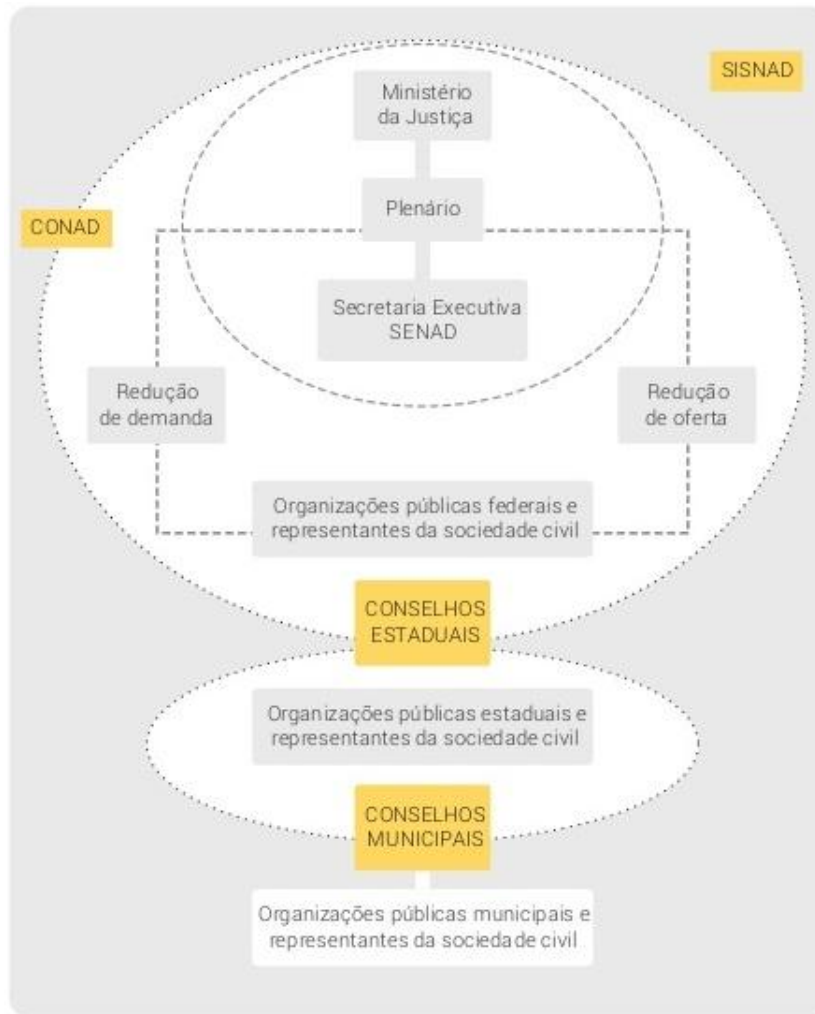 SISNAD
Ministério
da Justiça
CONAD
Plenário
Secretaria Executiva
SENAD
Redução
de demanda
Redução
de oferta
Organizações públicas federais e
representantes da sociedade civil
CONSELHOS
ESTADUAIS
Organizações públicas estaduais e
representantes da sociedade civil
CONSELHOS
MUNICIPAIS
Organizações públicas municipais e
representantes da sociedade civil